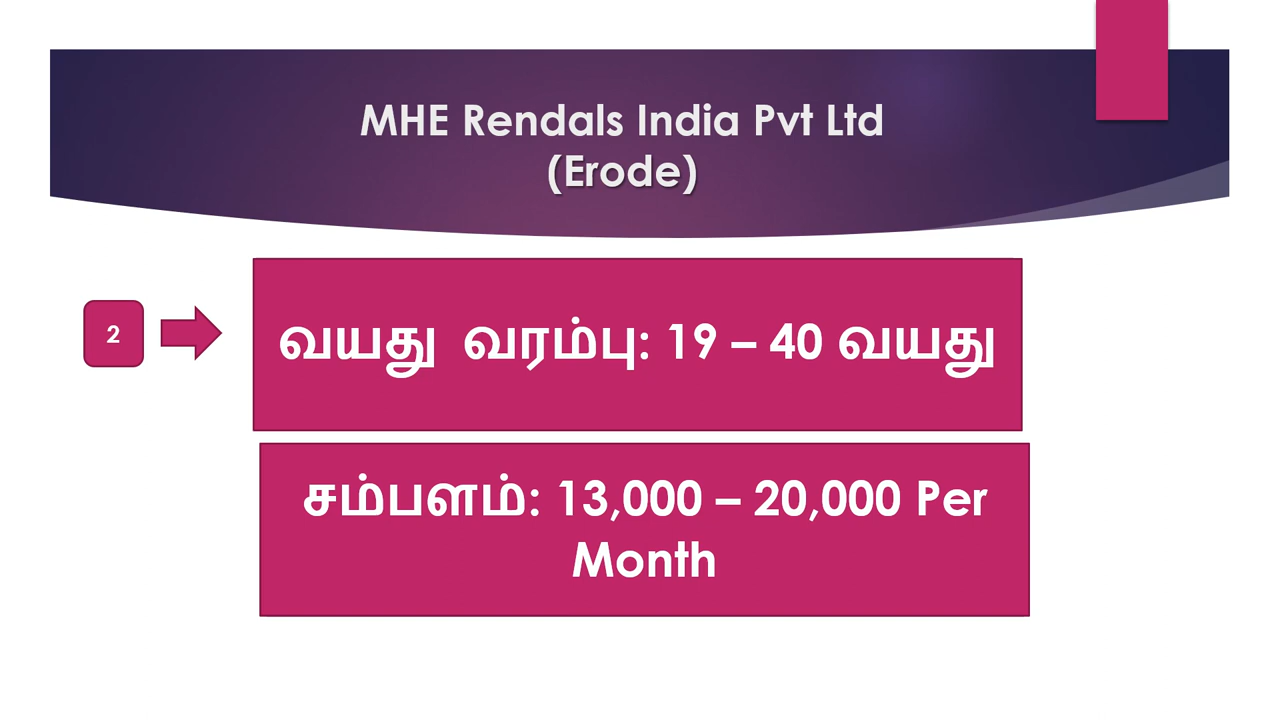 MHE Rendals India Pvt Ltd
(Erode)
2
வயது வரம்பு: 19 – 40 வயது
சம்பளம்: 13,000 – 20,000 Per
Month